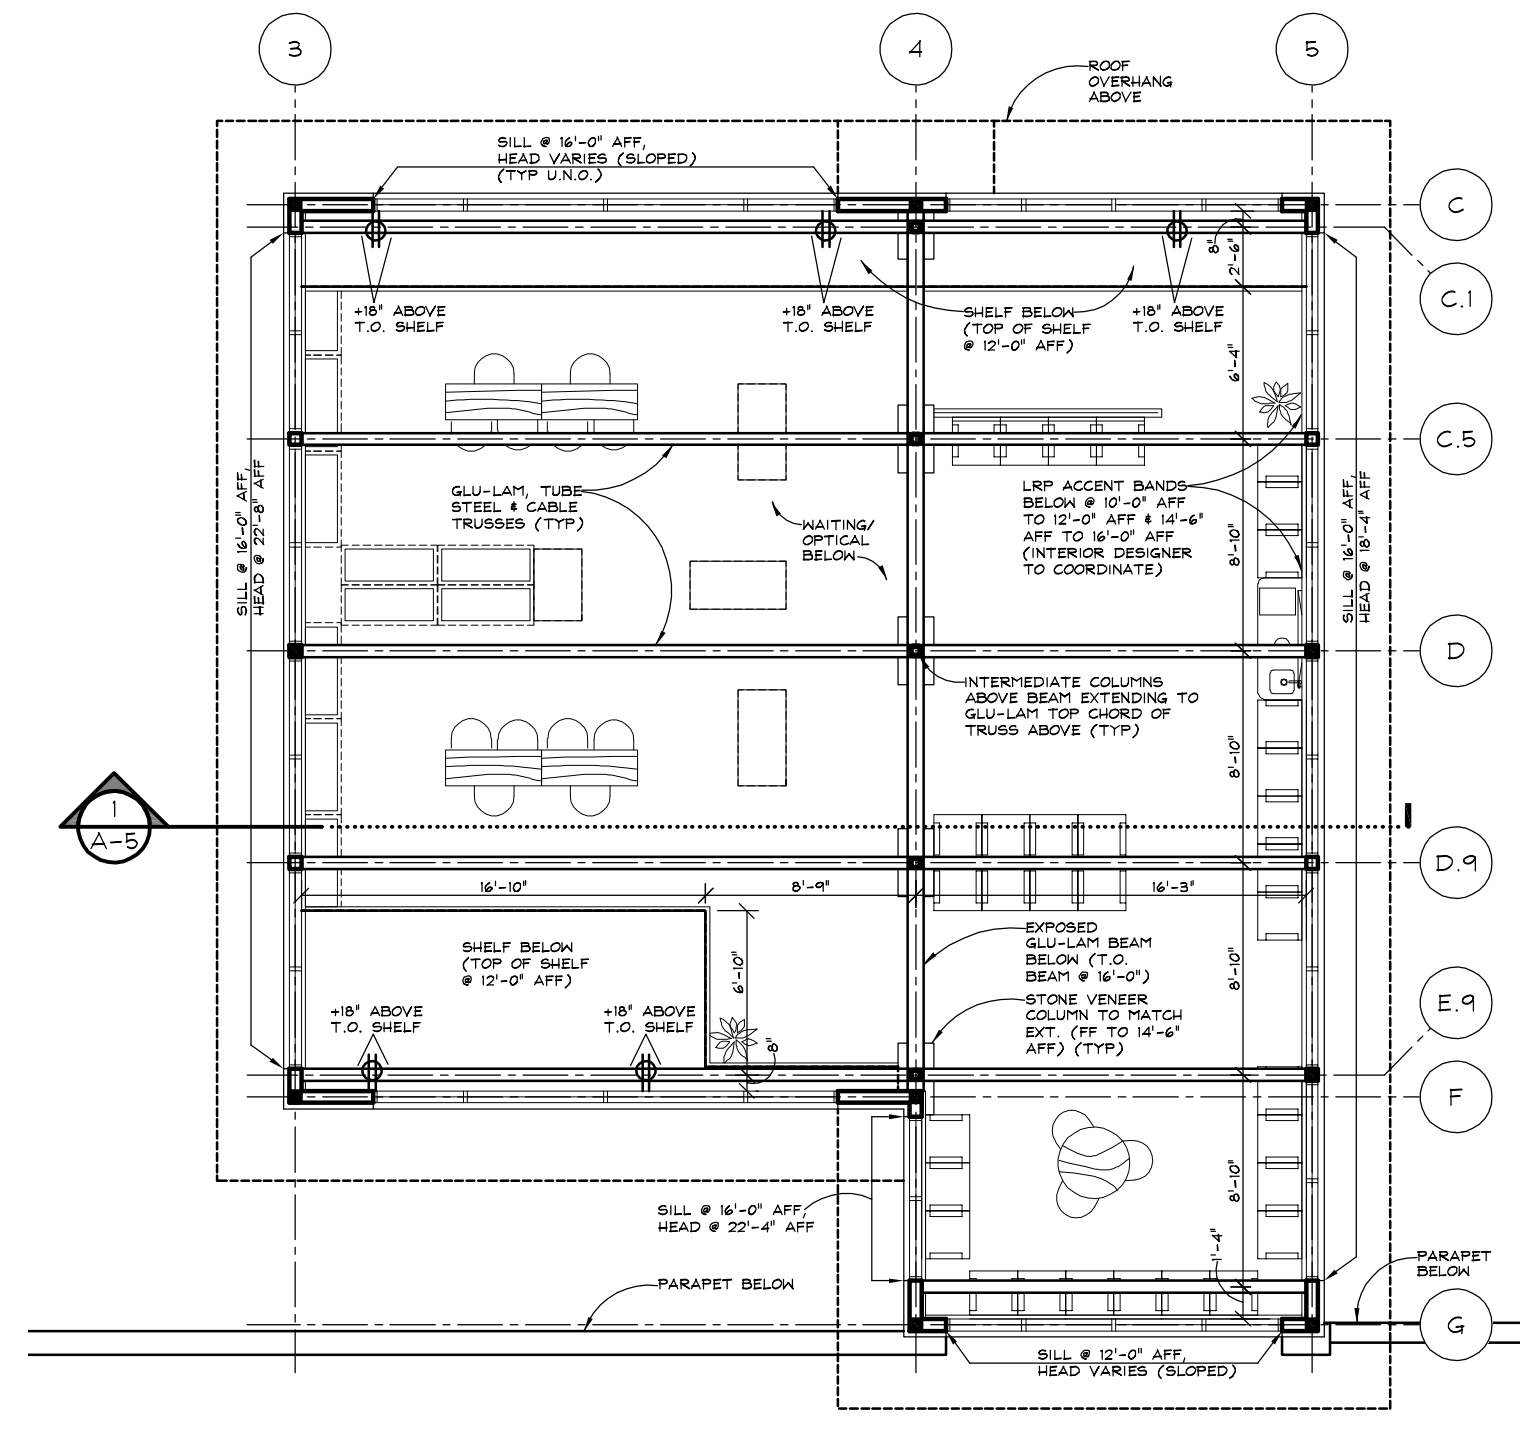 3
4
5
ROOF
OVERHANG
ABOVE
SILL @ 16'-0" AFF,
HEAD VARIES (SLOPED)
(TYP U.N.O.)
C
C.1
8"
2'-6"
+18" ABOVE
T.O. SHELF
+18" ABOVE
T.O. SHELF
SHELF BELOW
(TOP OF SHELF
@ 12'-0" AFF)
+18" ABOVE
T.O. SHELF
6'-4"
C.5
SILL @ 16'-0" AFF,
HEAD @ 22'-8" AFF
GLU-LAM, TUBE
STEEL & CABLE
TRUSSES (TYP)
WAITING/
OPTICAL
BELOW
LRP ACCENT BANDS
BELOW @ 10'-0" AFF
TO 12'-0" AFF & 14'-6"
AFF TO 16'-0" AFF
(INTERIOR DESIGNER
TO COORDINATE)
8'-10"
SILL @ 16'-0" AFF,
HEAD @ 18'-4" AFF
D
INTERMEDIATE COLUMNS
ABOVE BEAM EXTENDING TO
GLU-LAM TOP CHORD OF
TRUSS ABOVE (TYP)
8'-10"
1
A-5
D.9
16'-10"
8'-9"
16'-3"
SHELF BELOW
(TOP OF SHELF
@ 12'-0" AFF)
6'-10"
EXPOSED
GLU-LAM BEAM
BELOW (T.O.
BEAM @ 16'-0")
8'-10"
STONE VENEER
COLUMN TO MATCH
EXT. (FF TO 14'-6"
AFF) (TYP)
E.9
+18" ABOVE
T.O. SHELF
+18" ABOVE
T.O. SHELF
8"
F
8'-10"
SILL @ 16'-0" AFF,
HEAD @ 22'-4" AFF
1'-4"
PARAPET BELOW
PARAPET
BELOW
G
SILL @ 12'-0" AFF,
HEAD VARIES (SLOPED)